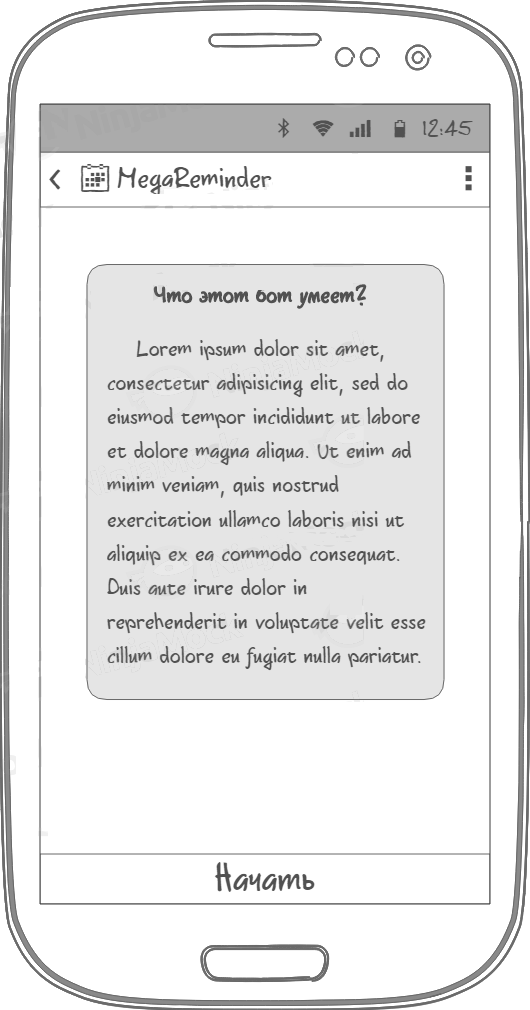 12:45
MegaReminder
Что этот бот умеет?
Lorem ipsum dolor sit amet,
consectetur adipisicing elit, sed do
eiusmod tempor incididunt ut labore
et dolore magna aliqua. Ut enim ad
minim veniam, quis nostrud
exercitation ullamco laboris nisi ut
aliquip ex ea commodo consequat.
Duis aute irure dolor in
reprehenderit in voluptate velit esse
cillum dolore eu fugiat nulla pariatur.
Начать